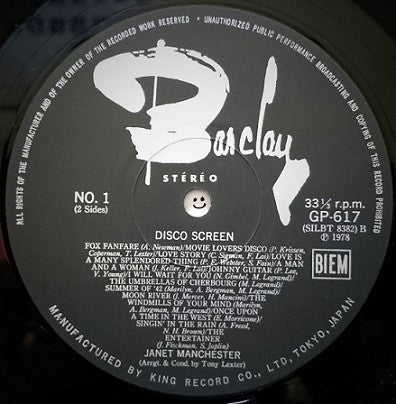 ALL RIGHTS OF THE MANUFACTURER AND OF THE OWNER OF THE RECORDED WORK RESERVED • UNAUTHORIZED PUBLIC PERFORMANCE BROADCASTING AND COPYING OF THIS RECORD PROHIBITED
Barclay
STÉRÉO
NO. 1
(2 Sides)
33 1/3 r.p.m.
GP-617
(SILBT 8382) B
Ⓟ 1978
BIEM
DISCO SCREEN
FOX FANFARE (A. Newman)/MOVIE LOVERS DISCO (P. Krissen,
Coperman, T. Lester)/LOVE STORY (C. Sigman, F. Lai)/LOVE IS
A MANY SPLENDORED THING (P. E. Webster, S. Fain)/A MAN
AND A WOMAN (J. Keller, F. Lai)/JOHNNY GUITAR (P. Lee,
V. Young)/I WILL WAIT FOR YOU (N. Gimbel, M. Legrand)/
THE UMBRELLAS OF CHERBOURG (M. Legrand)/
SUMMER OF '42 (Marilyn, A. Bergman, M. Legrand)/
MOON RIVER (J. Mercer, H. Mancini)/THE
WINDMILLS OF YOUR MIND (Marilyn,
A. Bergman, M. Legrand)/ONCE UPON
A TIME IN THE WEST (E. Morricone)/
SINGIN' IN THE RAIN (A. Freed,
N. H. Brown)/THE
ENTERTAINER
(J. Fischman, S. Joplin)
JANET MANCHESTER
(Arrgt. & Cond. by Tony Lexter)
MANUFACTURED BY KING RECORD CO., LTD, TOKYO, JAPAN